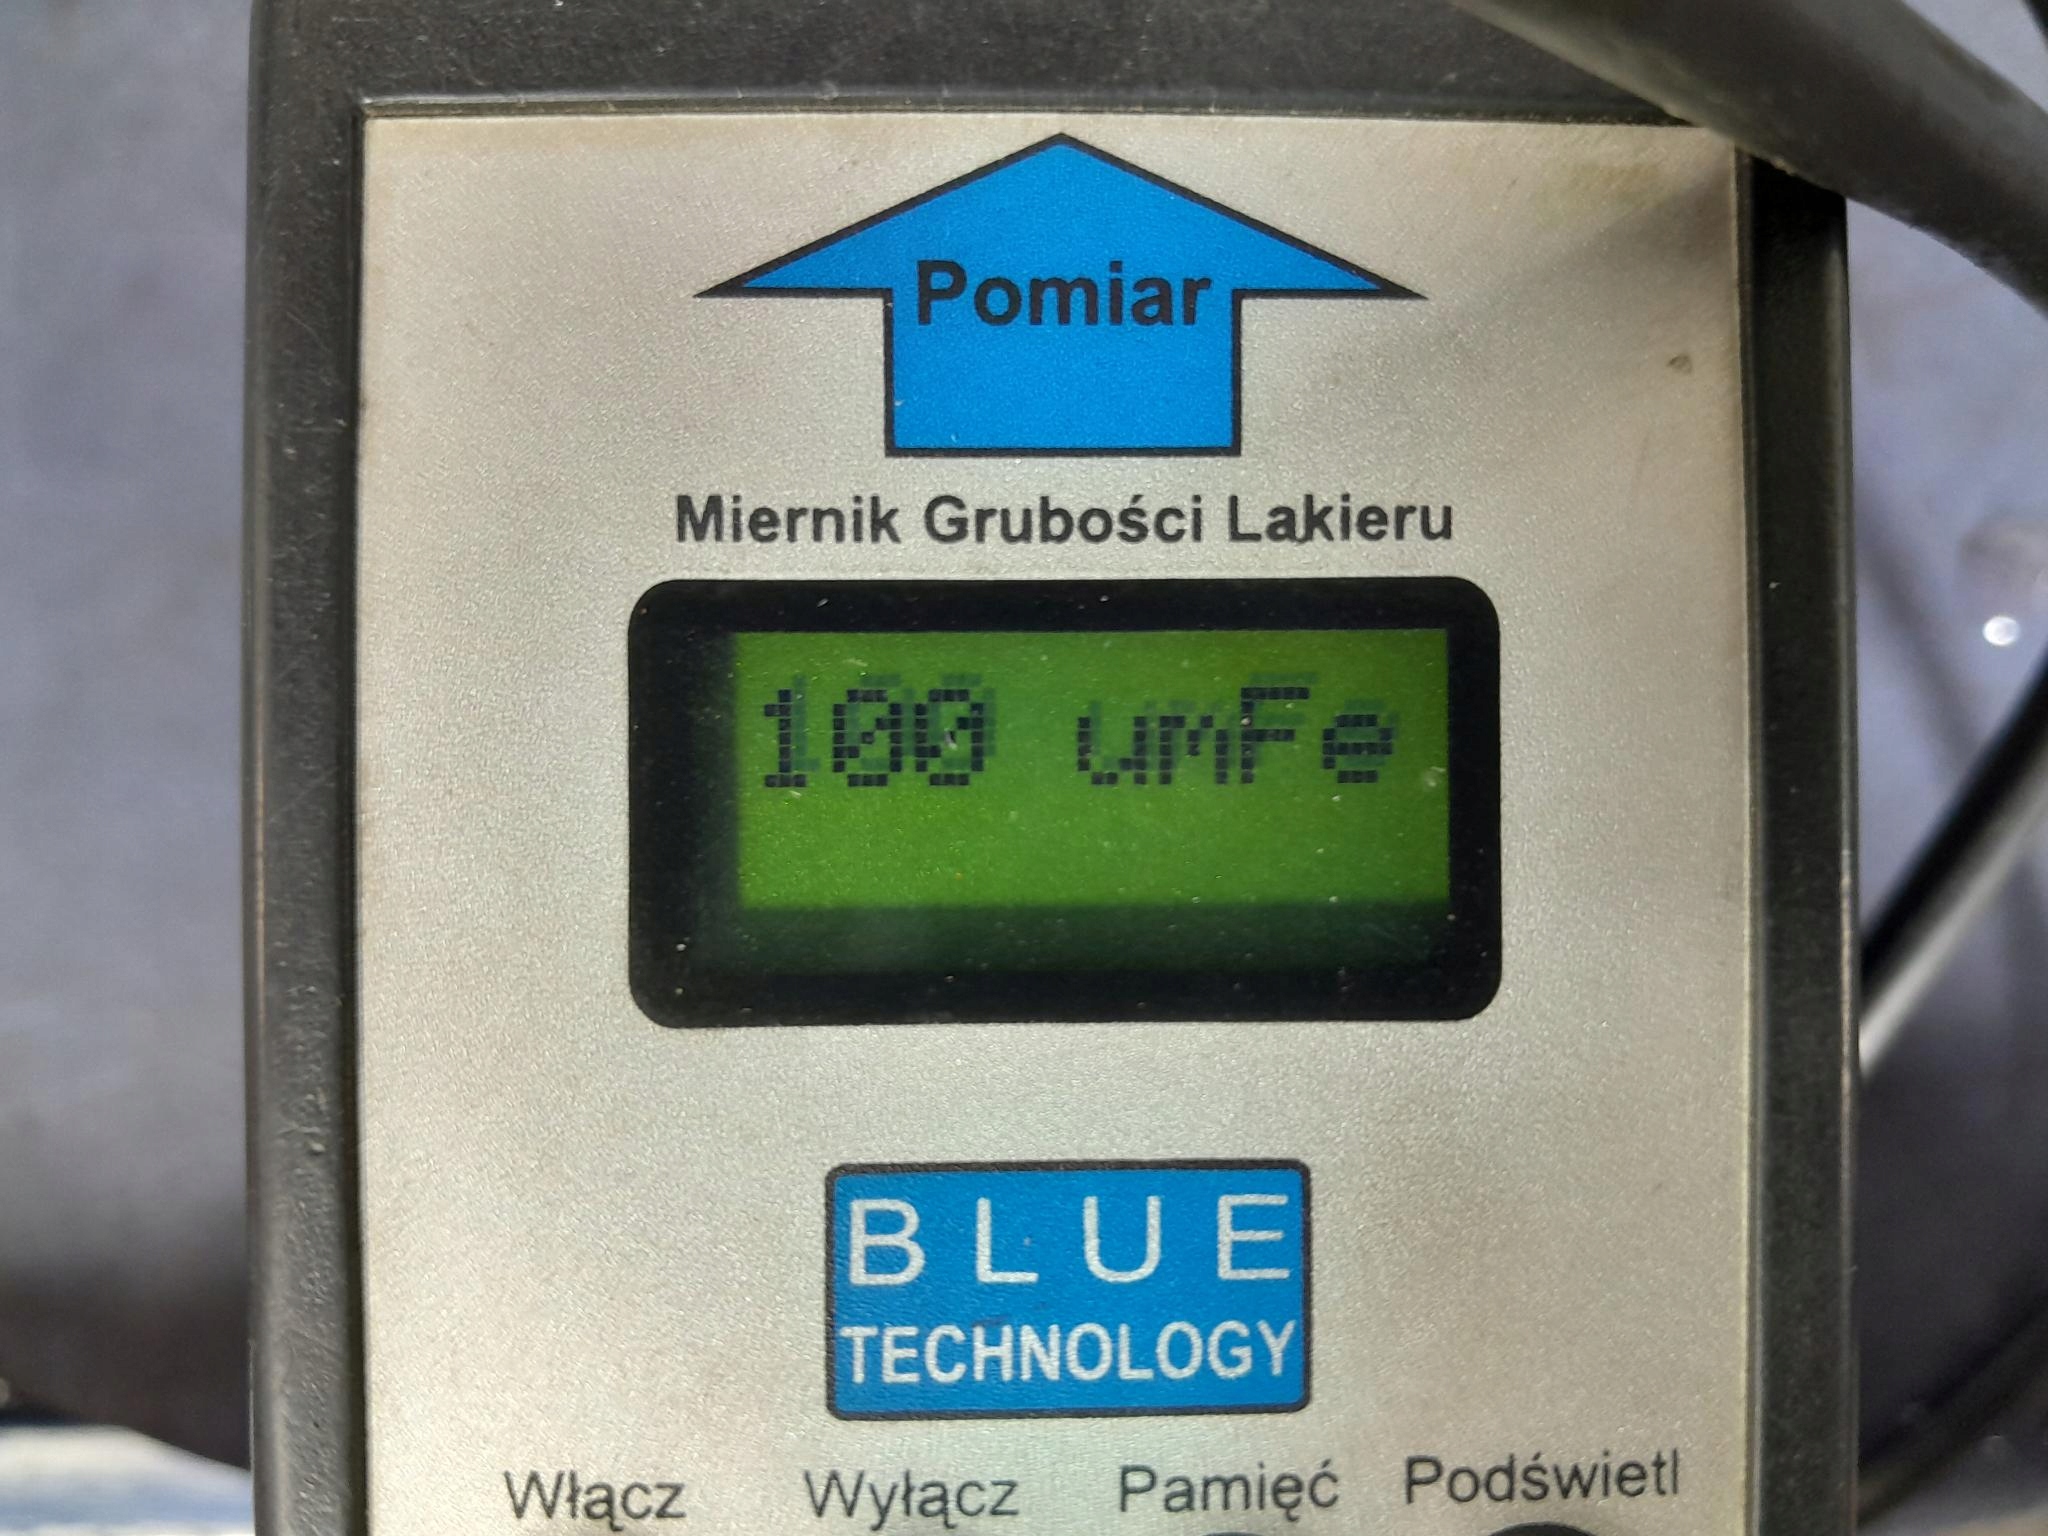 Pomiar
Miernik Grubości Lakieru
100 umFe
BLUE
TECHNOLOGY
Włącz Wyłącz Pamięć Podświetl